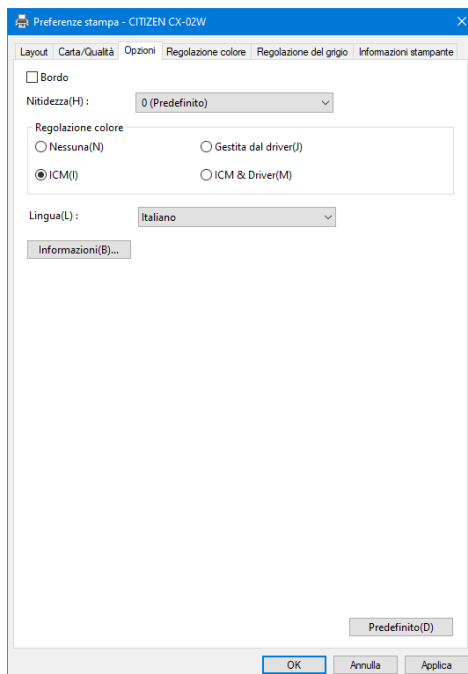 Preferenze stampa - CITIZEN CX-02W
Layout Carta/Qualità Opzioni Regolazione colore Regolazione del grigio Informazioni stampante
Bordo
Nitidezza(H) : 0 (Predefinito)
Regolazione colore
Nessuna(N) Gestita dal driver(J)
ICM(I) ICM & Driver(M)
Lingua(L) : Italiano
Informazioni(B)...
Predefinito(D)
OK Annulla Applica